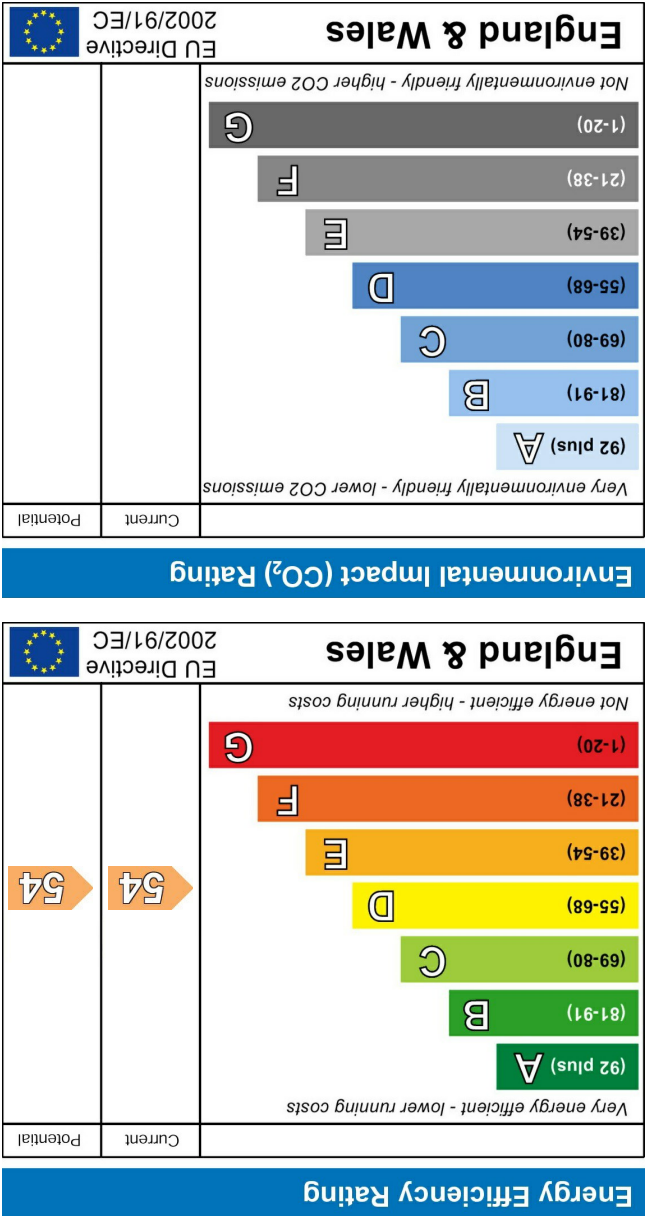 Energy Efficiency Rating
Current Potential
Very energy efficient - lower running costs
(92 plus) A
(81-91) B
(69-80) C
(55-68) D
(39-54) E
54 54
(21-38) F
(1-20) G
Not energy efficient - higher running costs
England & Wales
EU Directive
2002/91/EC
Environmental Impact (CO₂) Rating
Current Potential
Very environmentally friendly - lower CO2 emissions
(92 plus) A
(81-91) B
(69-80) C
(55-68) D
(39-54) E
(21-38) F
(1-20) G
Not environmentally friendly - higher CO2 emissions
England & Wales
EU Directive
2002/91/EC